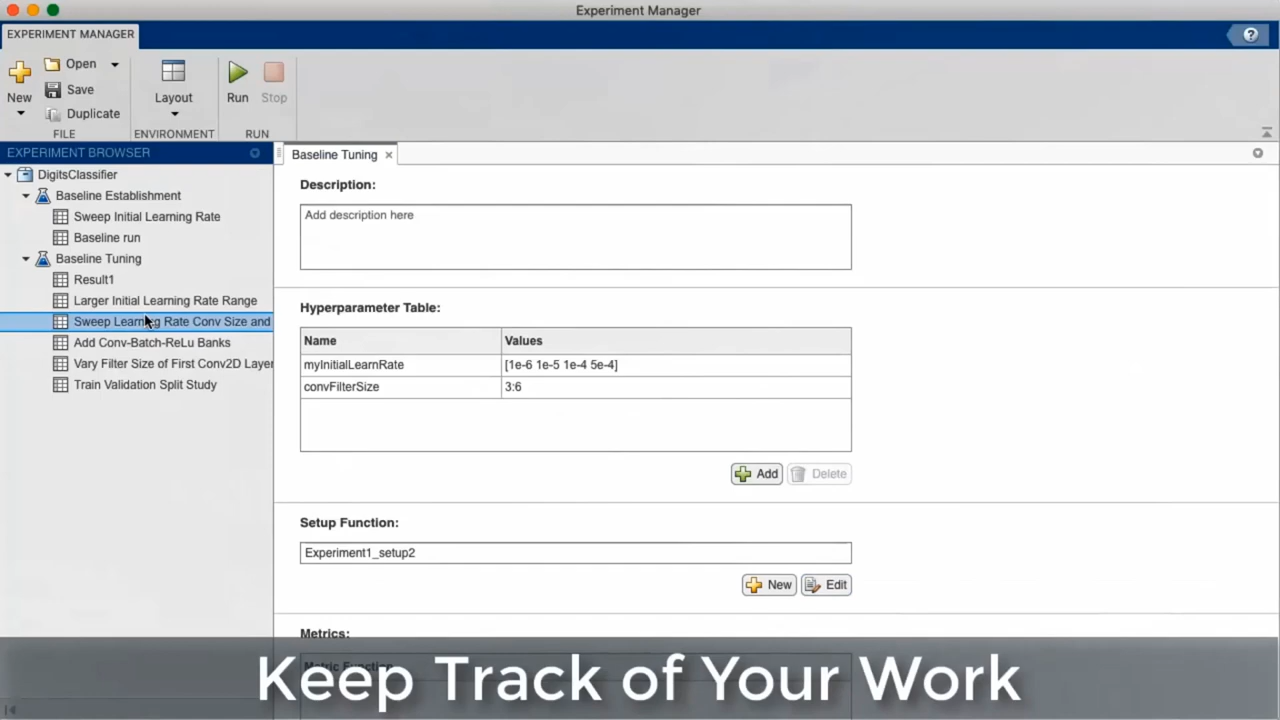 Experiment Manager
EXPERIMENT MANAGER
?
New
Open
Save
Duplicate
FILE
Layout
ENVIRONMENT
Run
Stop
RUN
EXPERIMENT BROWSER
DigitsClassifier
Baseline Establishment
Sweep Initial Learning Rate
Baseline run
Baseline Tuning
Result1
Larger Initial Learning Rate Range
Sweep Learning Rate Conv Size and
Add Conv-Batch-ReLu Banks
Vary Filter Size of First Conv2D Layer
Train Validation Split Study
Baseline Tuning
Description:
Add description here
Hyperparameter Table:
Name Values
myInitialLearnRate [1e-6 1e-5 1e-4 5e-4]
convFilterSize 3:6
Add Delete
Setup Function:
Experiment1_setup2
New Edit
Metrics:
Metric Function
Keep Track of Your Work